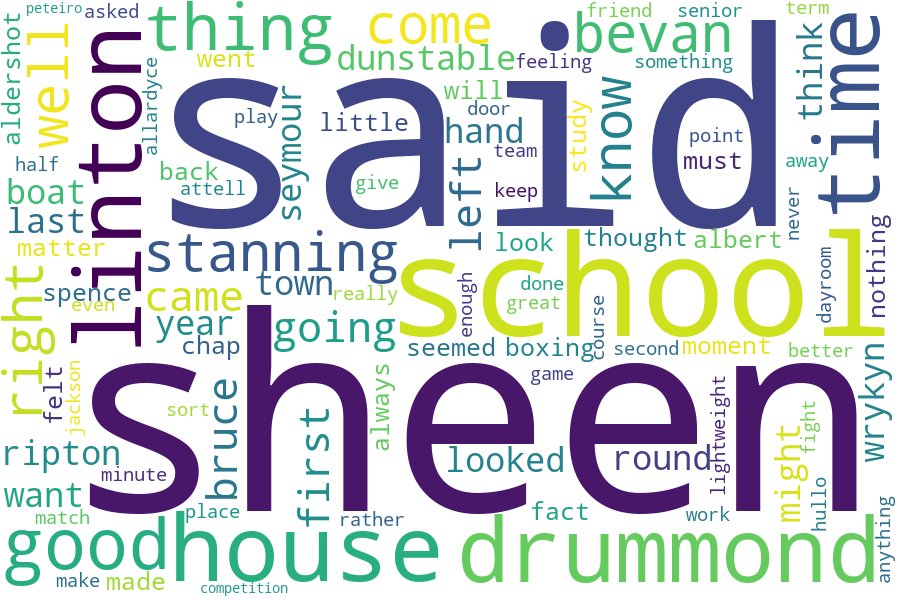 peteiro
asked
friend
senior
term
thing
come
bevan
said
time
well
linton
aldershot
allardyce
went
dunstable
feeling
something
think
will
door
know
study
play
little
seymour
hand
team
point
must
away
half
back
attell
give
keep
left
boat
last
never
nothing
matter
stanning
look
thought
albert
school
spence
even
came
town
really
done
great
enough
course
dayroom
right
year
going
chap
seemed
boxing
second
moment
better
felt
jackson
sheen
game
sort
always
bruce
first
looked
round
lightweight
might
fight
wrykyn
ripton
minute
want
match
place
rather
fact
work
hullo
anything
good
house
drummond
make
made
competition